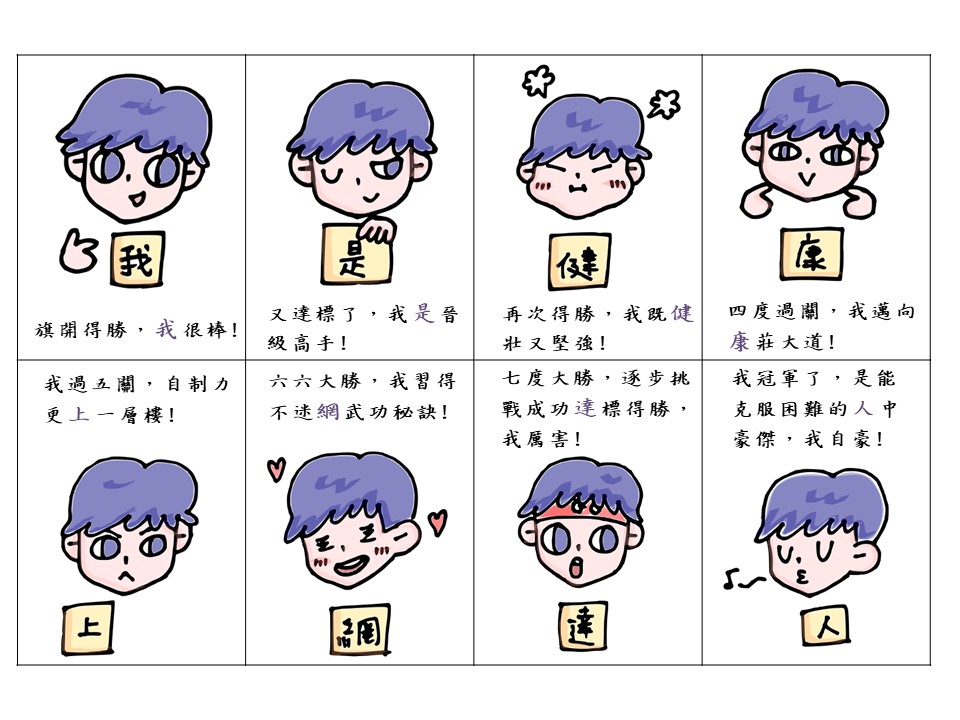 我
旗開得勝，我很棒!
是
又達標了，我是晉
級高手!
健
再次得勝，我既健
壯又堅強!
康
四度過關，我邁向
康莊大道!
我過五關，自制力
更上一層樓!
上
六六大勝，我習得
不迷網武功秘訣!
網
七度大勝，逐步挑
戰成功達標得勝，
我厲害!
達
我冠軍了，是能
克服困難的人中
豪傑，我自豪!
人